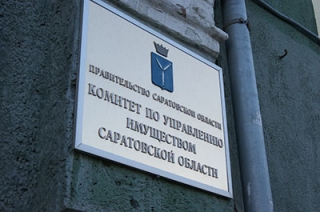 ПРАВИТЕЛЬСТВО САРАТОВСКОЙ ОБЛАСТИ
КОМИТЕТ ПО УПРАВЛЕНИЮ
ИМУЩЕСТВОМ
САРАТОВСКОЙ ОБЛАСТИ